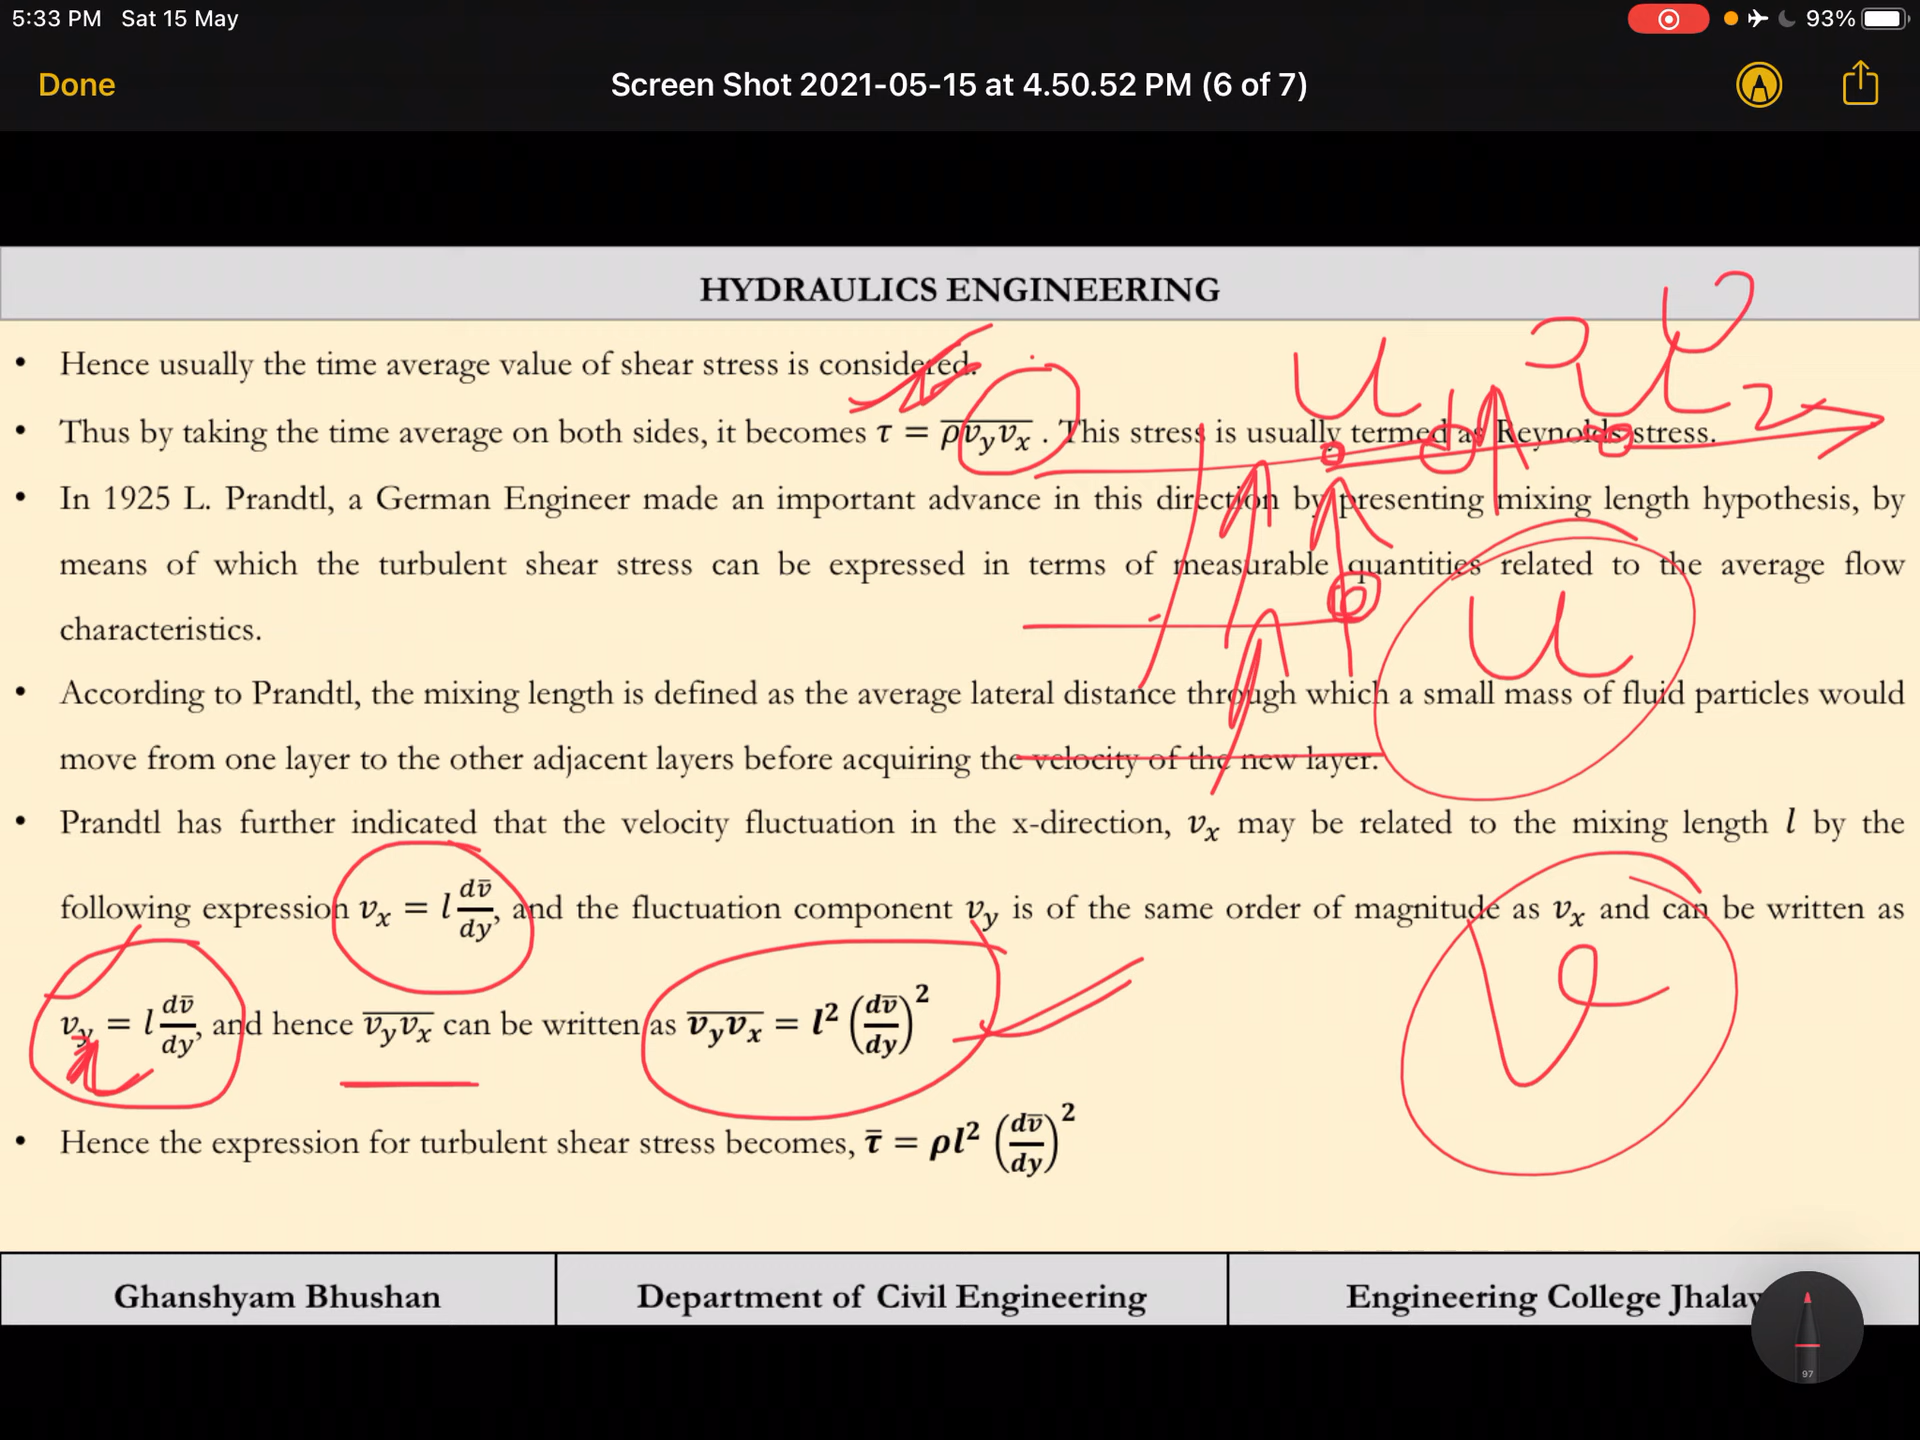 5:33 PM Sat 15 May 93%
Done Screen Shot 2021-05-15 at 4.50.52 PM (6 of 7)
HYDRAULICS ENGINEERING
• Hence usually the time average value of shear stress is considered.
• Thus by taking the time average on both sides, it becomes τ = ρ̅v̅y̅v̅x̅ . This stress is usually termed as Reynolds stress.
• In 1925 L. Prandtl, a German Engineer made an important advance in this direction by presenting mixing length hypothesis, by
means of which the turbulent shear stress can be expressed in terms of measurable quantities related to the average flow
characteristics.
• According to Prandtl, the mixing length is defined as the average lateral distance through which a small mass of fluid particles would
move from one layer to the other adjacent layers before acquiring the velocity of the new layer.
• Prandtl has further indicated that the velocity fluctuation in the x-direction, vx may be related to the mixing length l by the
following expression vx = l dv̅/dy, and the fluctuation component vy is of the same order of magnitude as vx and can be written as
vy = l dv̅/dy, and hence v̅y̅v̅x̅ can be written as v̅y̅v̅x̅ = l² (dv̅/dy)²
• Hence the expression for turbulent shear stress becomes, τ̅ = ρl² (dv̅/dy)²
u
u
v
Ghanshyam Bhushan Department of Civil Engineering Engineering College
97